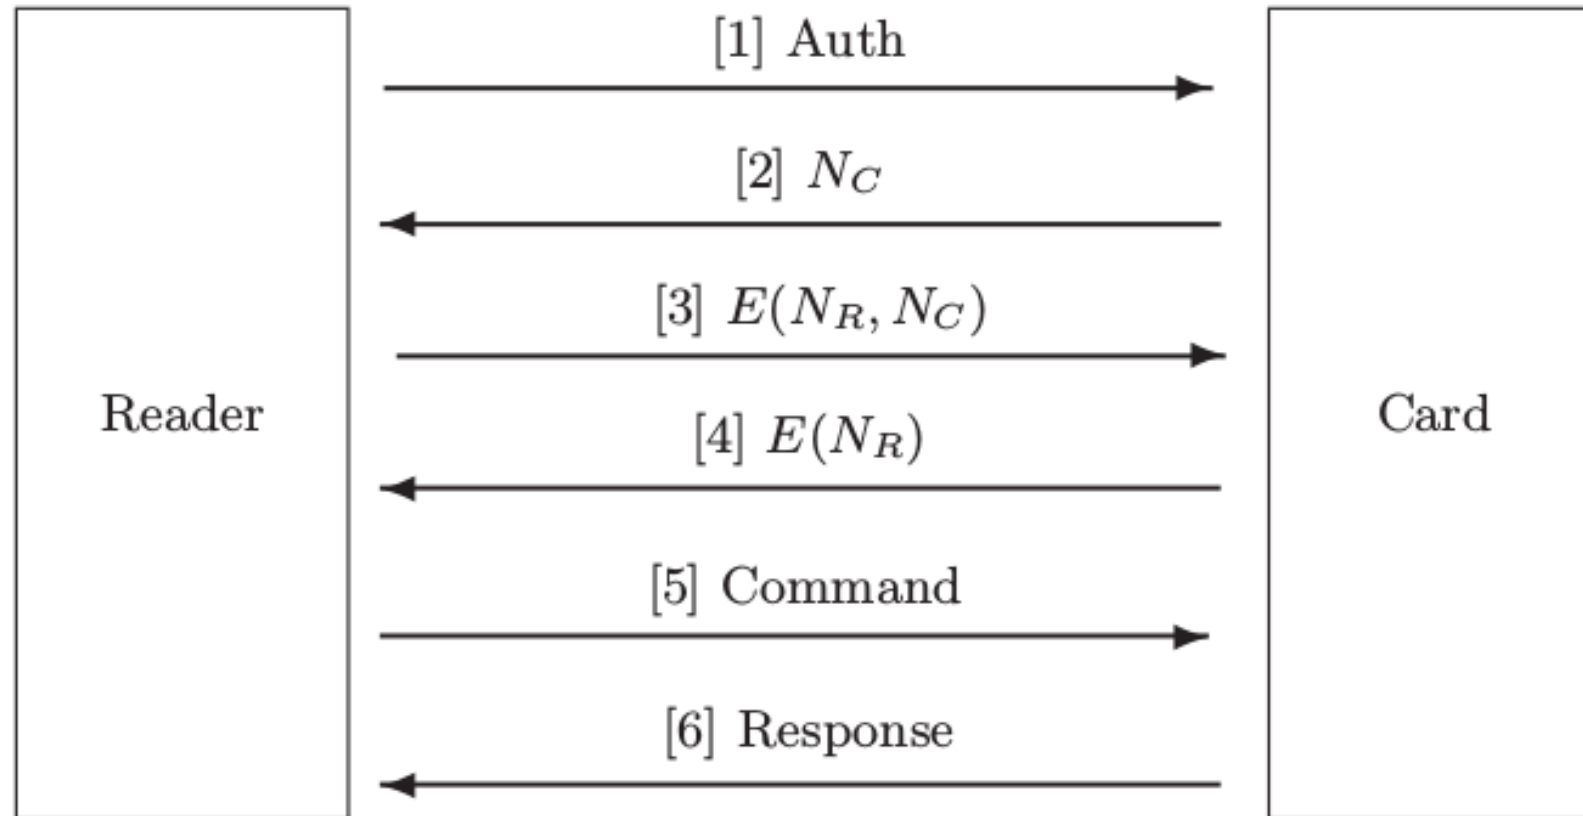 [1] Auth
[2] N_C
[3] E(N_R, N_C)
Reader
Card
[4] E(N_R)
[5] Command
[6] Response